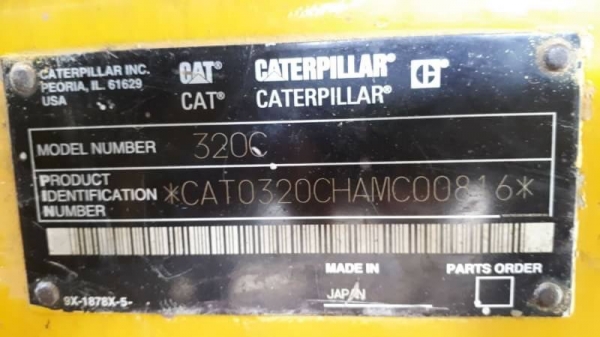 CATERPILLAR INC.
PEORIA, IL 61629
USA
CAT® CATERPILLAR® C
CAT® CATERPILLAR®
MODEL NUMBER 320C
PRODUCT
IDENTIFICATION
NUMBER *CAT0320CHAMC00816*
MADE IN
JAPAN
PARTS ORDER
9X-1878X-5-